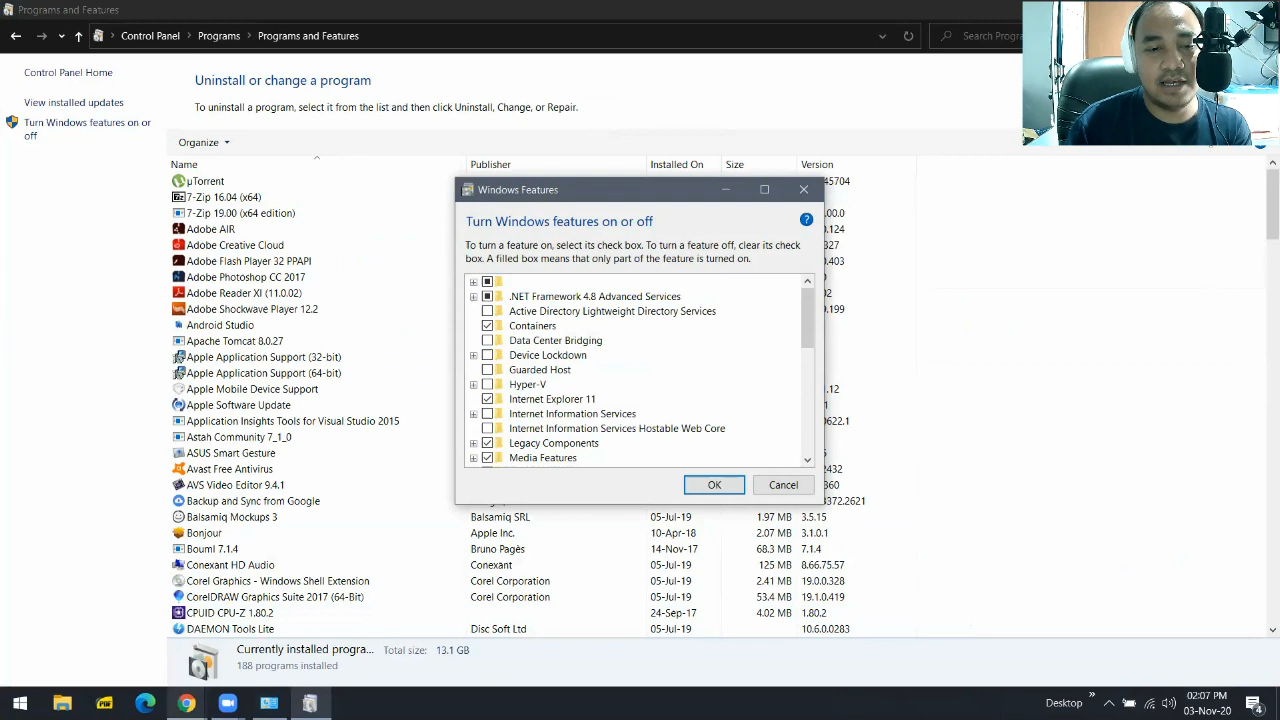 Programs and Features
Control Panel Programs Programs and Features
Control Panel Home
View installed updates
Turn Windows features on or
off
Uninstall or change a program
To uninstall a program, select it from the list and then click Uninstall, Change, or Repair.
Organize
Name Publisher Installed On Size Version
µTorrent 45704
7-Zip 16.04 (x64)
7-Zip 19.00 (x64 edition) 00.0
Adobe AIR 0.124
Adobe Creative Cloud 327
Adobe Flash Player 32 PPAPI 403
Adobe Photoshop CC 2017
Adobe Reader XI (11.0.02) 02
Adobe Shockwave Player 12.2 .199
Android Studio
Apache Tomcat 8.0.27
Apple Application Support (32-bit)
Apple Application Support (64-bit)
Apple Mobile Device Support 12
Apple Software Update
Application Insights Tools for Visual Studio 2015 0622.1
Astah Community 7_1_0
ASUS Gesture
Avast Free Antivirus 432
AVS Video Editor 9.4.1 360
Backup and Sync from Google 3372.2621
Balsamiq Mockups 3 Balsamiq SRL 05-Jul-19 1.97 MB 3.5.15
Bonjour Apple Inc. 10-Apr-18 2.07 MB 3.1.0.1
Bouml 7.1.4 Bruno Pagès 14-Nov-17 68.3 MB 7.1.4
Conexant HD Audio Conexant 05-Jul-19 125 MB 8.66.75.57
Corel Graphics - Windows Shell Extension Corel Corporation 05-Jul-19 2.41 MB 19.0.0.328
CorelDRAW Graphics Suite 2017 (64-Bit) Corel Corporation 05-Jul-19 53.4 MB 19.1.0.419
CPUID CPU-Z 1.80.2 24-Sep-17 4.02 MB 1.80.2
DAEMON Tools Lite Disc Soft Ltd 05-Jul-19 10.6.0.0283
Windows Features
Turn Windows features on or off
To turn a feature on, select its check box. To turn a feature off, clear its check
box. A filled box means that only part of the feature is turned on.
.NET Framework 4.8 Advanced Services
Active Directory Lightweight Directory Services
Containers
Data Center Bridging
Device Lockdown
Guarded Host
Hyper-V
Internet Explorer 11
Internet Information Services
Internet Information Services Hostable Web Core
Legacy Components
Media Features
OK Cancel
Currently installed progra... Total size: 13.1 GB
188 programs installed
Desktop
02:07 PM
03-Nov-20
4